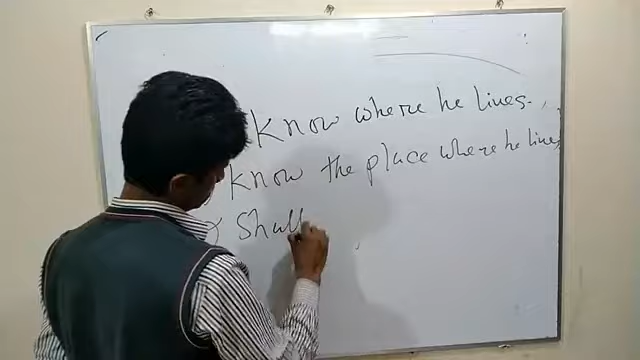 Know where he lives.
Know the place where he lives
Shall